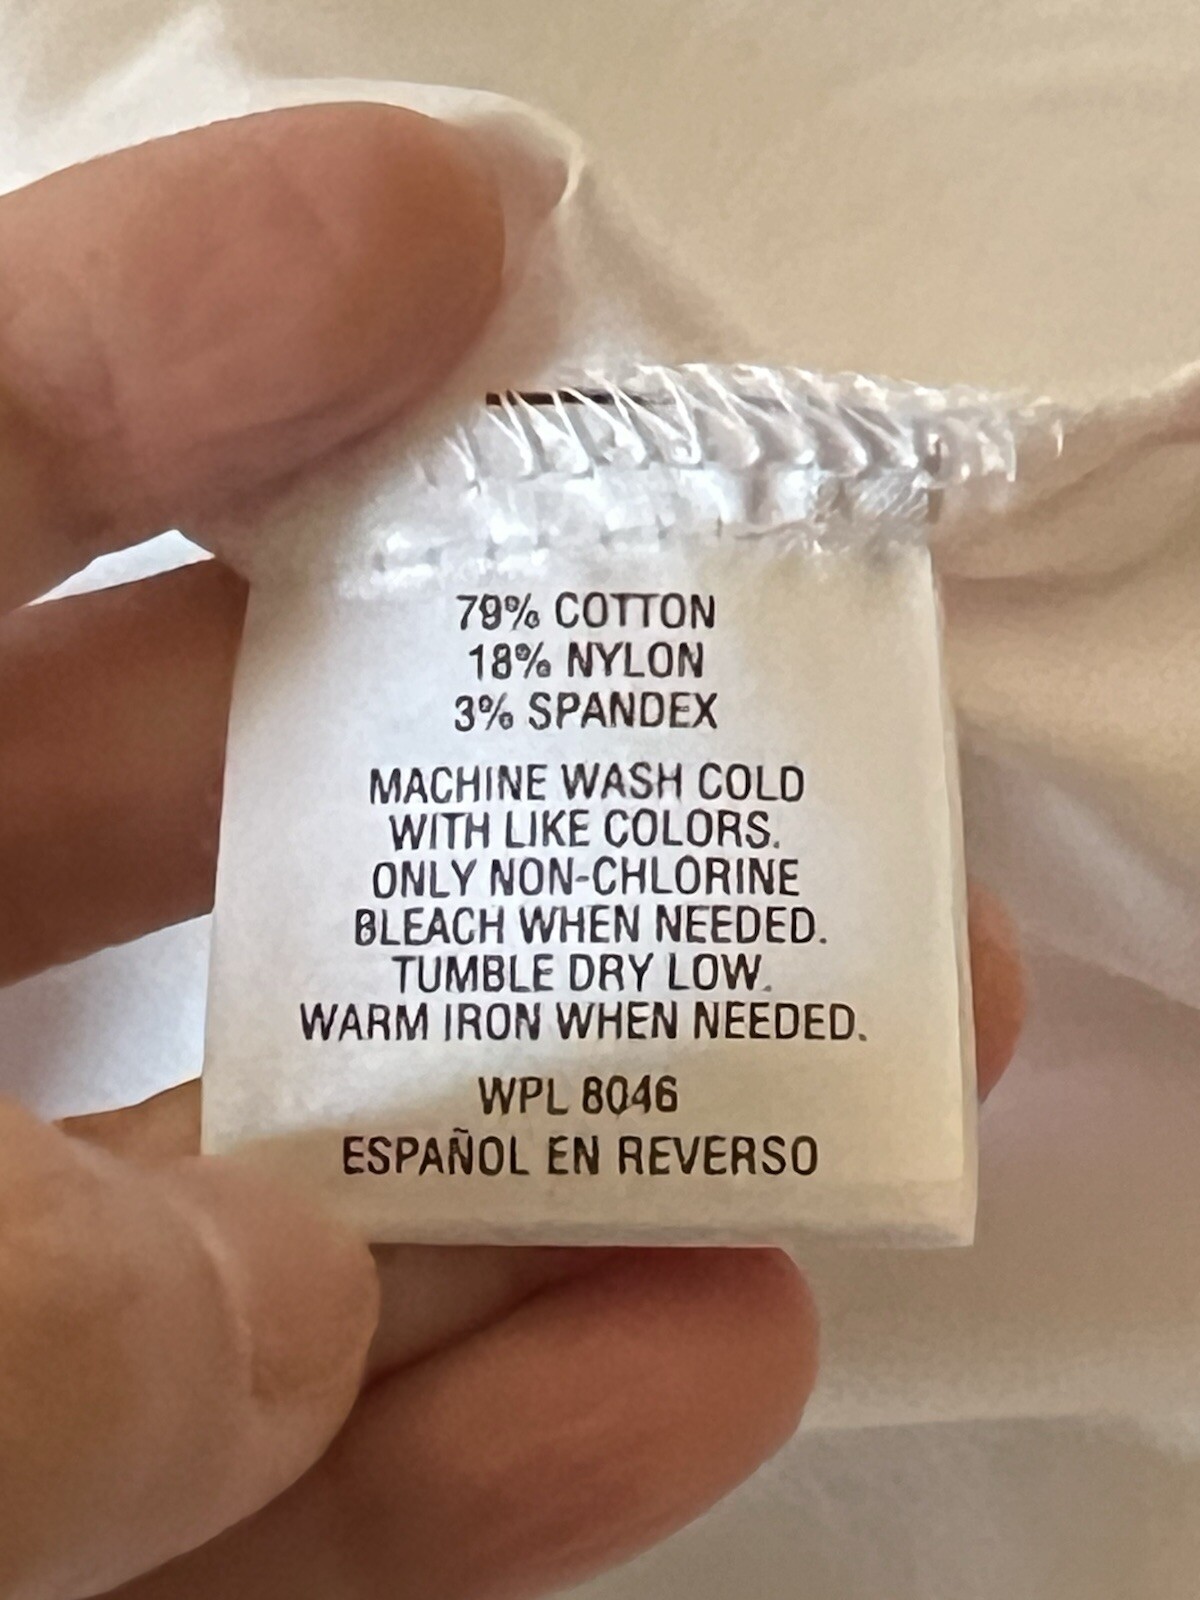 79% COTTON
18% NYLON
3% SPANDEX
MACHINE WASH COLD
WITH LIKE COLORS.
ONLY NON-CHLORINE
BLEACH WHEN NEEDED.
TUMBLE DRY LOW.
WARM IRON WHEN NEEDED.
WPL 8046
ESPAÑOL EN REVERSO